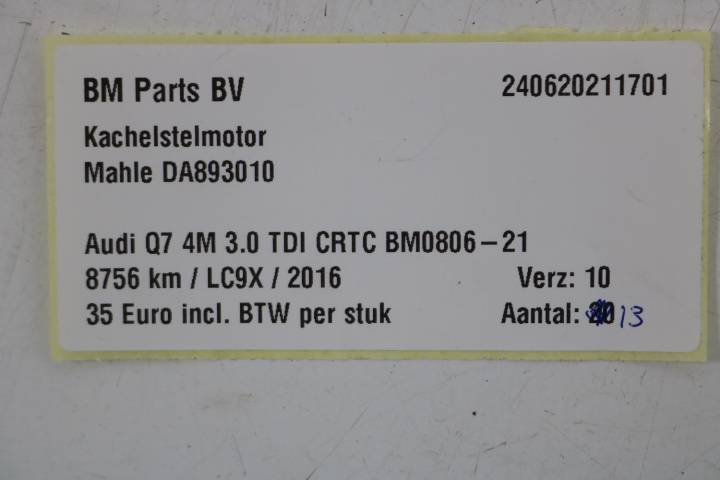 BM Parts BV 240620211701
Kachelstelmotor
Mahle DA893010
Audi Q7 4M 3.0 TDI CRTC BM0806-21
8756 km / LC9X / 2016 Verz: 10
35 Euro incl. BTW per stuk Aantal: 13